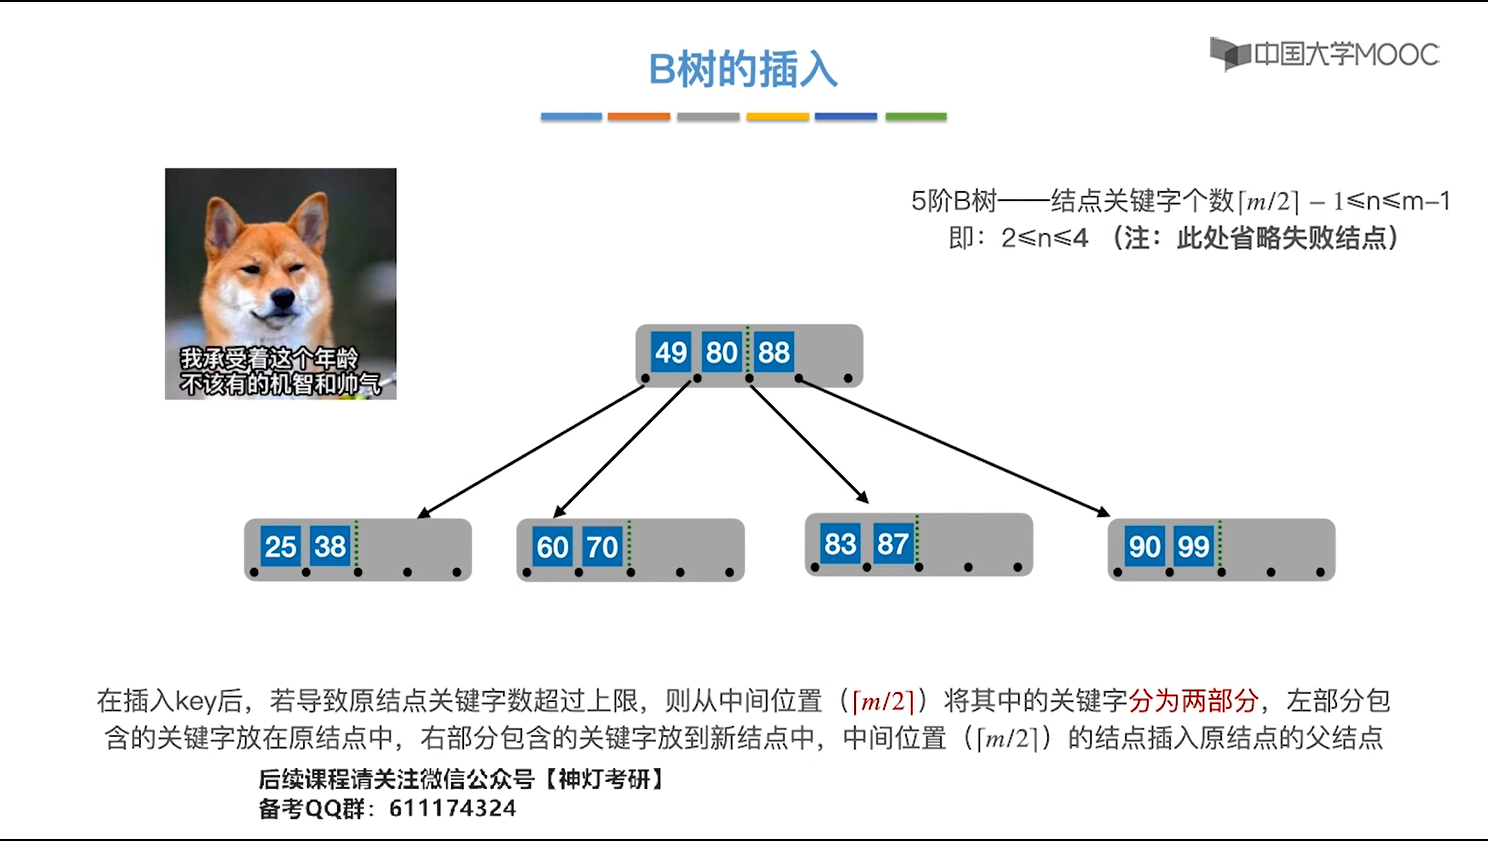 B树的插入
中国大学MOOC
5阶B树——结点关键字个数⌈m/2⌉ – 1≤n≤m–1
即：2≤n≤4 （注：此处省略失败结点）
我承受着这个年龄
不该有的机智和帅气
49 80 88
25 38
60 70
83 87
90 99
在插入key后，若导致原结点关键字数超过上限，则从中间位置（⌈m/2⌉）将其中的关键字分为两部分，左部分包
含的关键字放在原结点中，右部分包含的关键字放到新结点中，中间位置（⌈m/2⌉）的结点插入原结点的父结点
后续课程请关注微信公众号【神灯考研】
备考QQ群：611174324